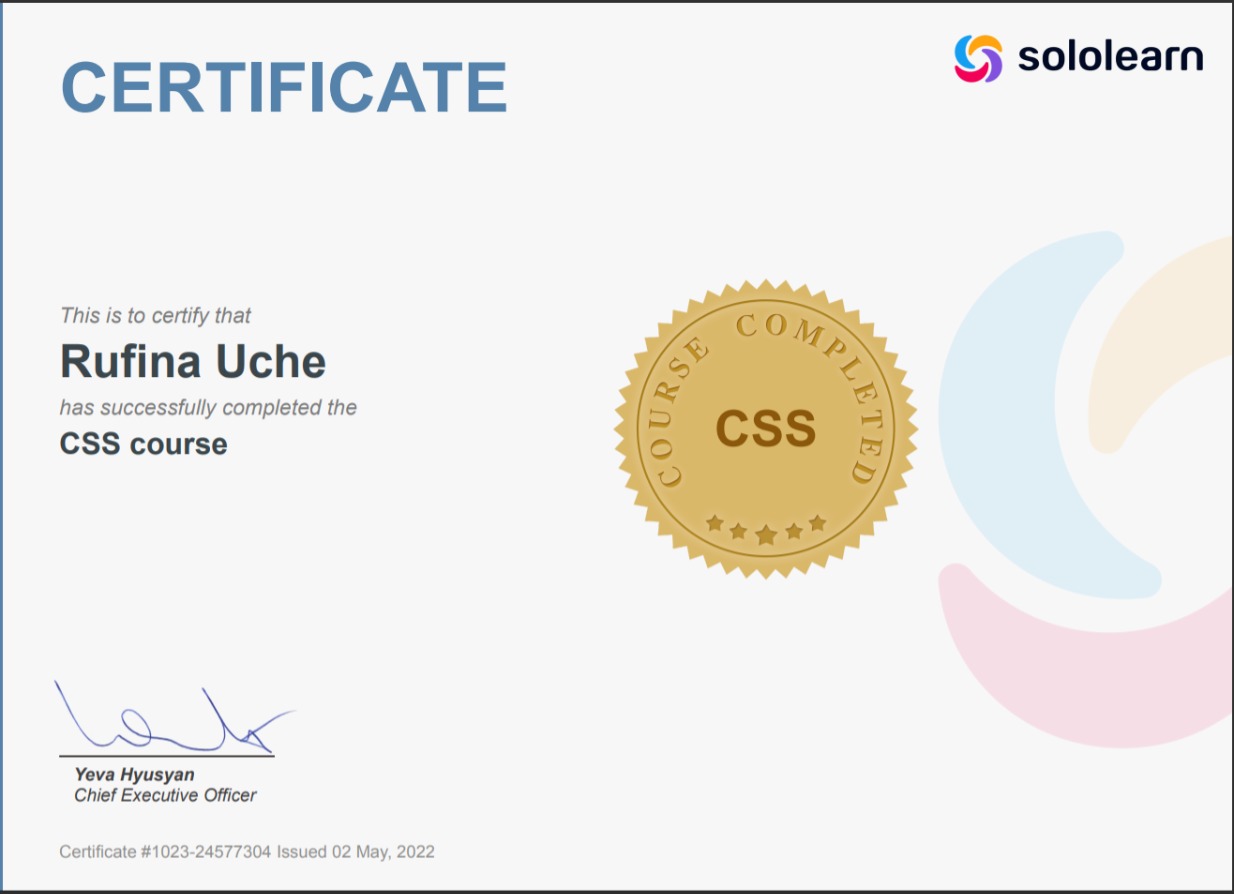 CERTIFICATE
sololearn
This is to certify that
Rufina Uche
has successfully completed the
CSS course
COURSE COMPLETED
CSS
Yeva Hyusyan
Chief Executive Officer
Certificate #1023-24577304 Issued 02 May, 2022